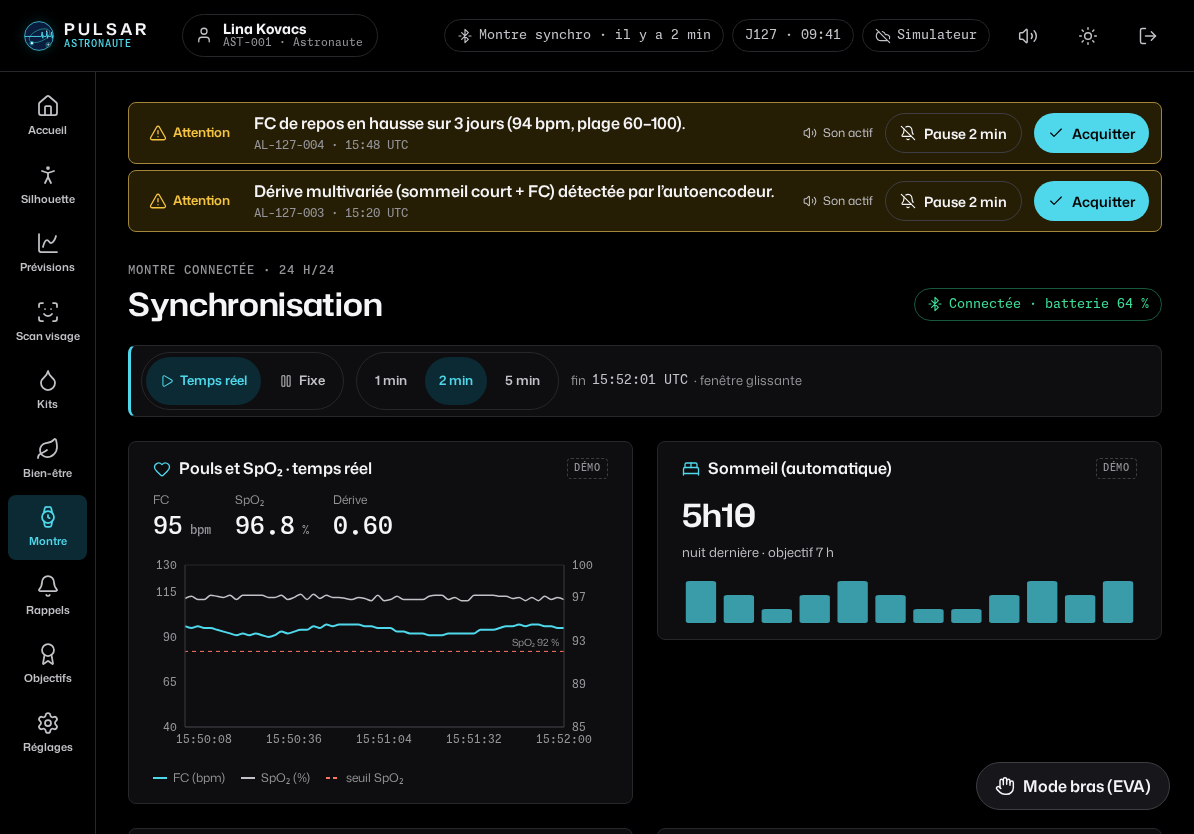 PULSAR
ASTRONAUTE
Lina Kovacs
AST-001 · Astronaute
Montre synchro · il y a 2 min
J127 · 09:41
Simulateur
Accueil
Silhouette
Prévisions
Scan visage
Kits
Bien-être
Montre
Rappels
Objectifs
Réglages
Attention
FC de repos en hausse sur 3 jours (94 bpm, plage 60–100).
AL-127-004 · 15:48 UTC
Son actif
Pause 2 min
Acquitter
Attention
Dérive multivariée (sommeil court + FC) détectée par l’autoencodeur.
AL-127-003 · 15:20 UTC
Son actif
Pause 2 min
Acquitter
MONTRE CONNECTÉE · 24 H/24
Synchronisation
Connectée · batterie 64 %
Temps réel
Fixe
1 min
2 min
5 min
fin 15:52:01 UTC · fenêtre glissante
Pouls et SpO₂ · temps réel
DÉMO
FC
SpO₂
Dérive
95 bpm
96.8 %
0.60
130
115
90
65
40
100
97
93
89
85
SpO₂ 92 %
15:50:08
15:50:36
15:51:04
15:51:32
15:52:00
FC (bpm)
SpO₂ (%)
seuil SpO₂
Sommeil (automatique)
DÉMO
5h10
nuit dernière · objectif 7 h
Mode bras (EVA)